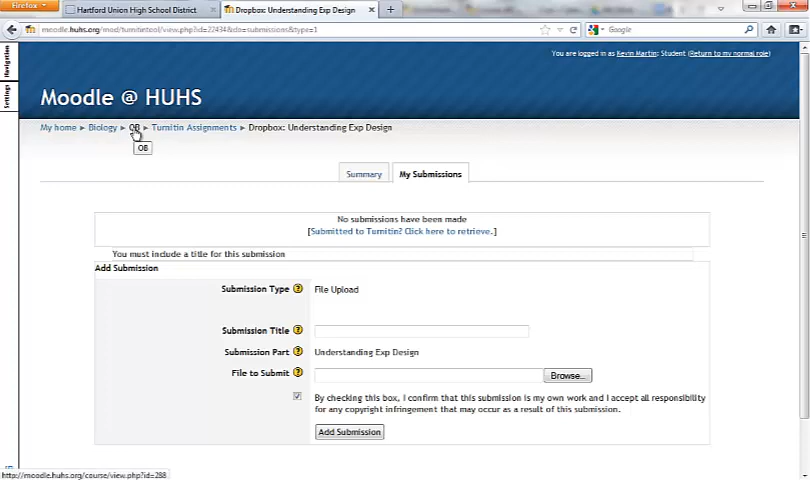 Firefox
Hartford Union High School District
Dropbox: Understanding Exp Design
moodle.huhs.org/mod/turnitintool/view.php?id=22434&do=submissions&type=1
Google
You are logged in as Kevin Martin: Student (Return to my normal role)
Navigation
Settings
Moodle @ HUHS
My home ► Biology ► OB ► Turnitin Assignments ► Dropbox: Understanding Exp Design
OB
Summary
My Submissions
No submissions have been made
[Submitted to Turnitin? Click here to retrieve.]
You must include a title for this submission
Add Submission
Submission Type
File Upload
Submission Title
Submission Part
Understanding Exp Design
File to Submit
Browse...
By checking this box, I confirm that this submission is my own work and I accept all responsibility
for any copyright infringement that may occur as a result of this submission.
Add Submission
http://moodle.huhs.org/course/view.php?id=288